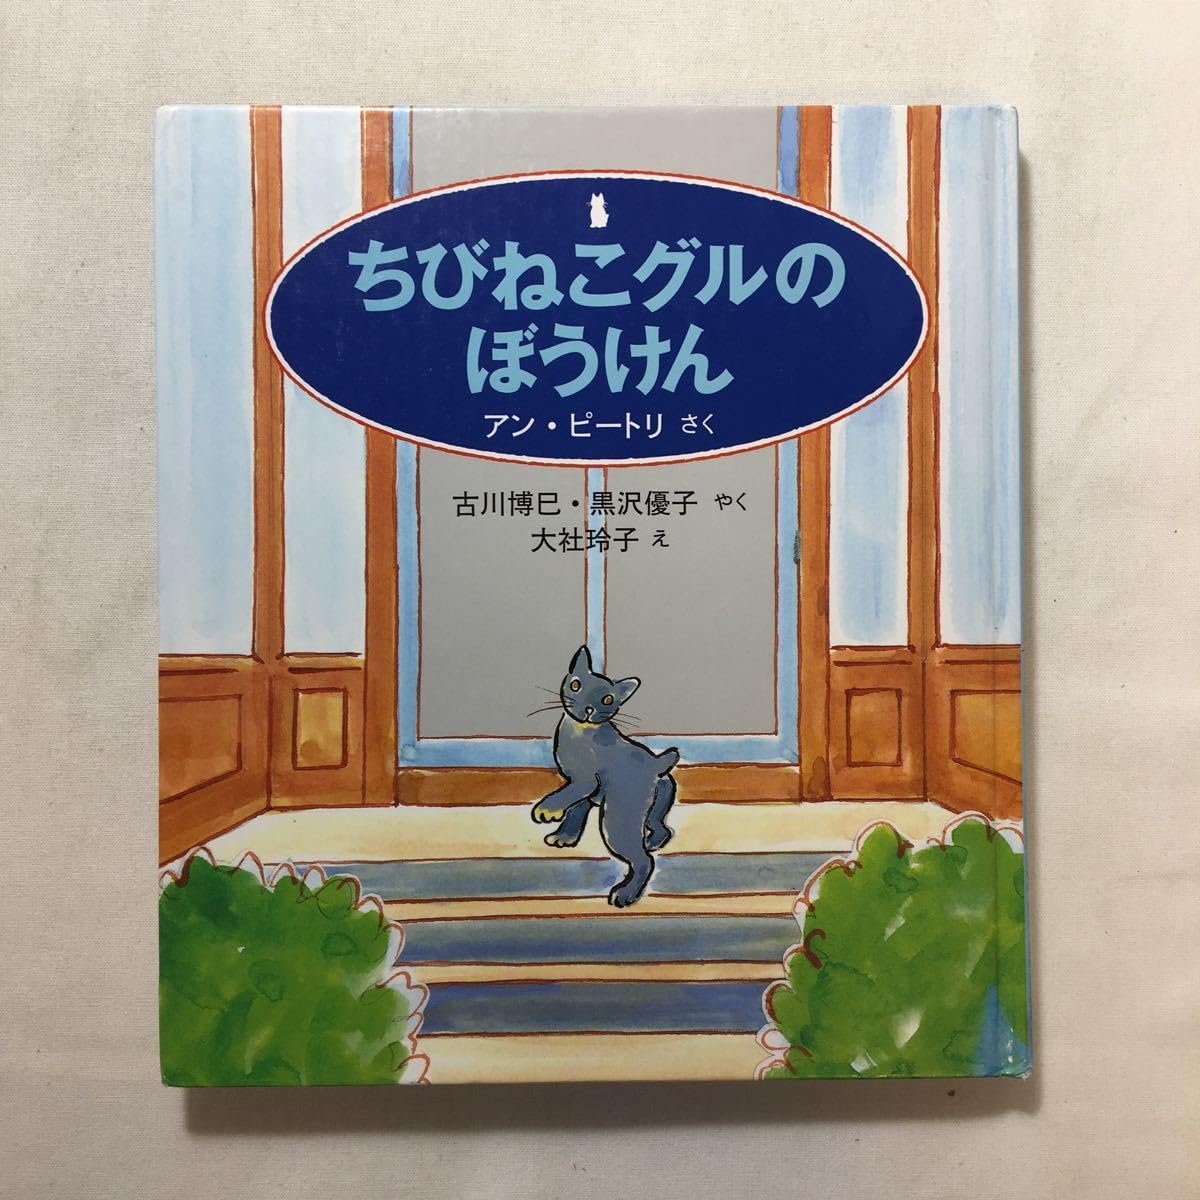 ちびねこグルの
ぼうけん
アン・ピートリ さく
古川博巳・黒沢優子 やく
大社玲子 え